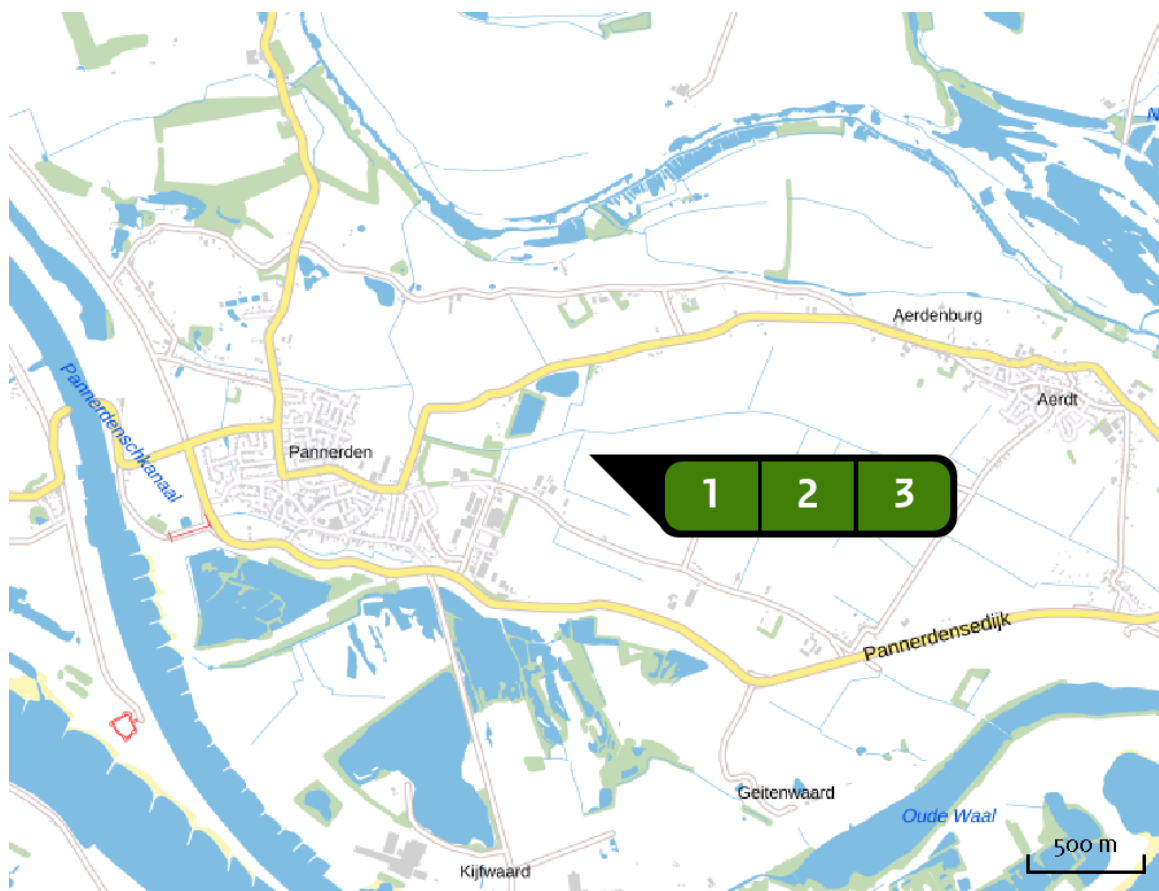 N
Aerdenburg
Pannerdenschkanaal
Aerdt
Pannerden
1 2 3
Pannerdensedijk
Geitenwaard
Oude Waal
500 m
Kijfwaard